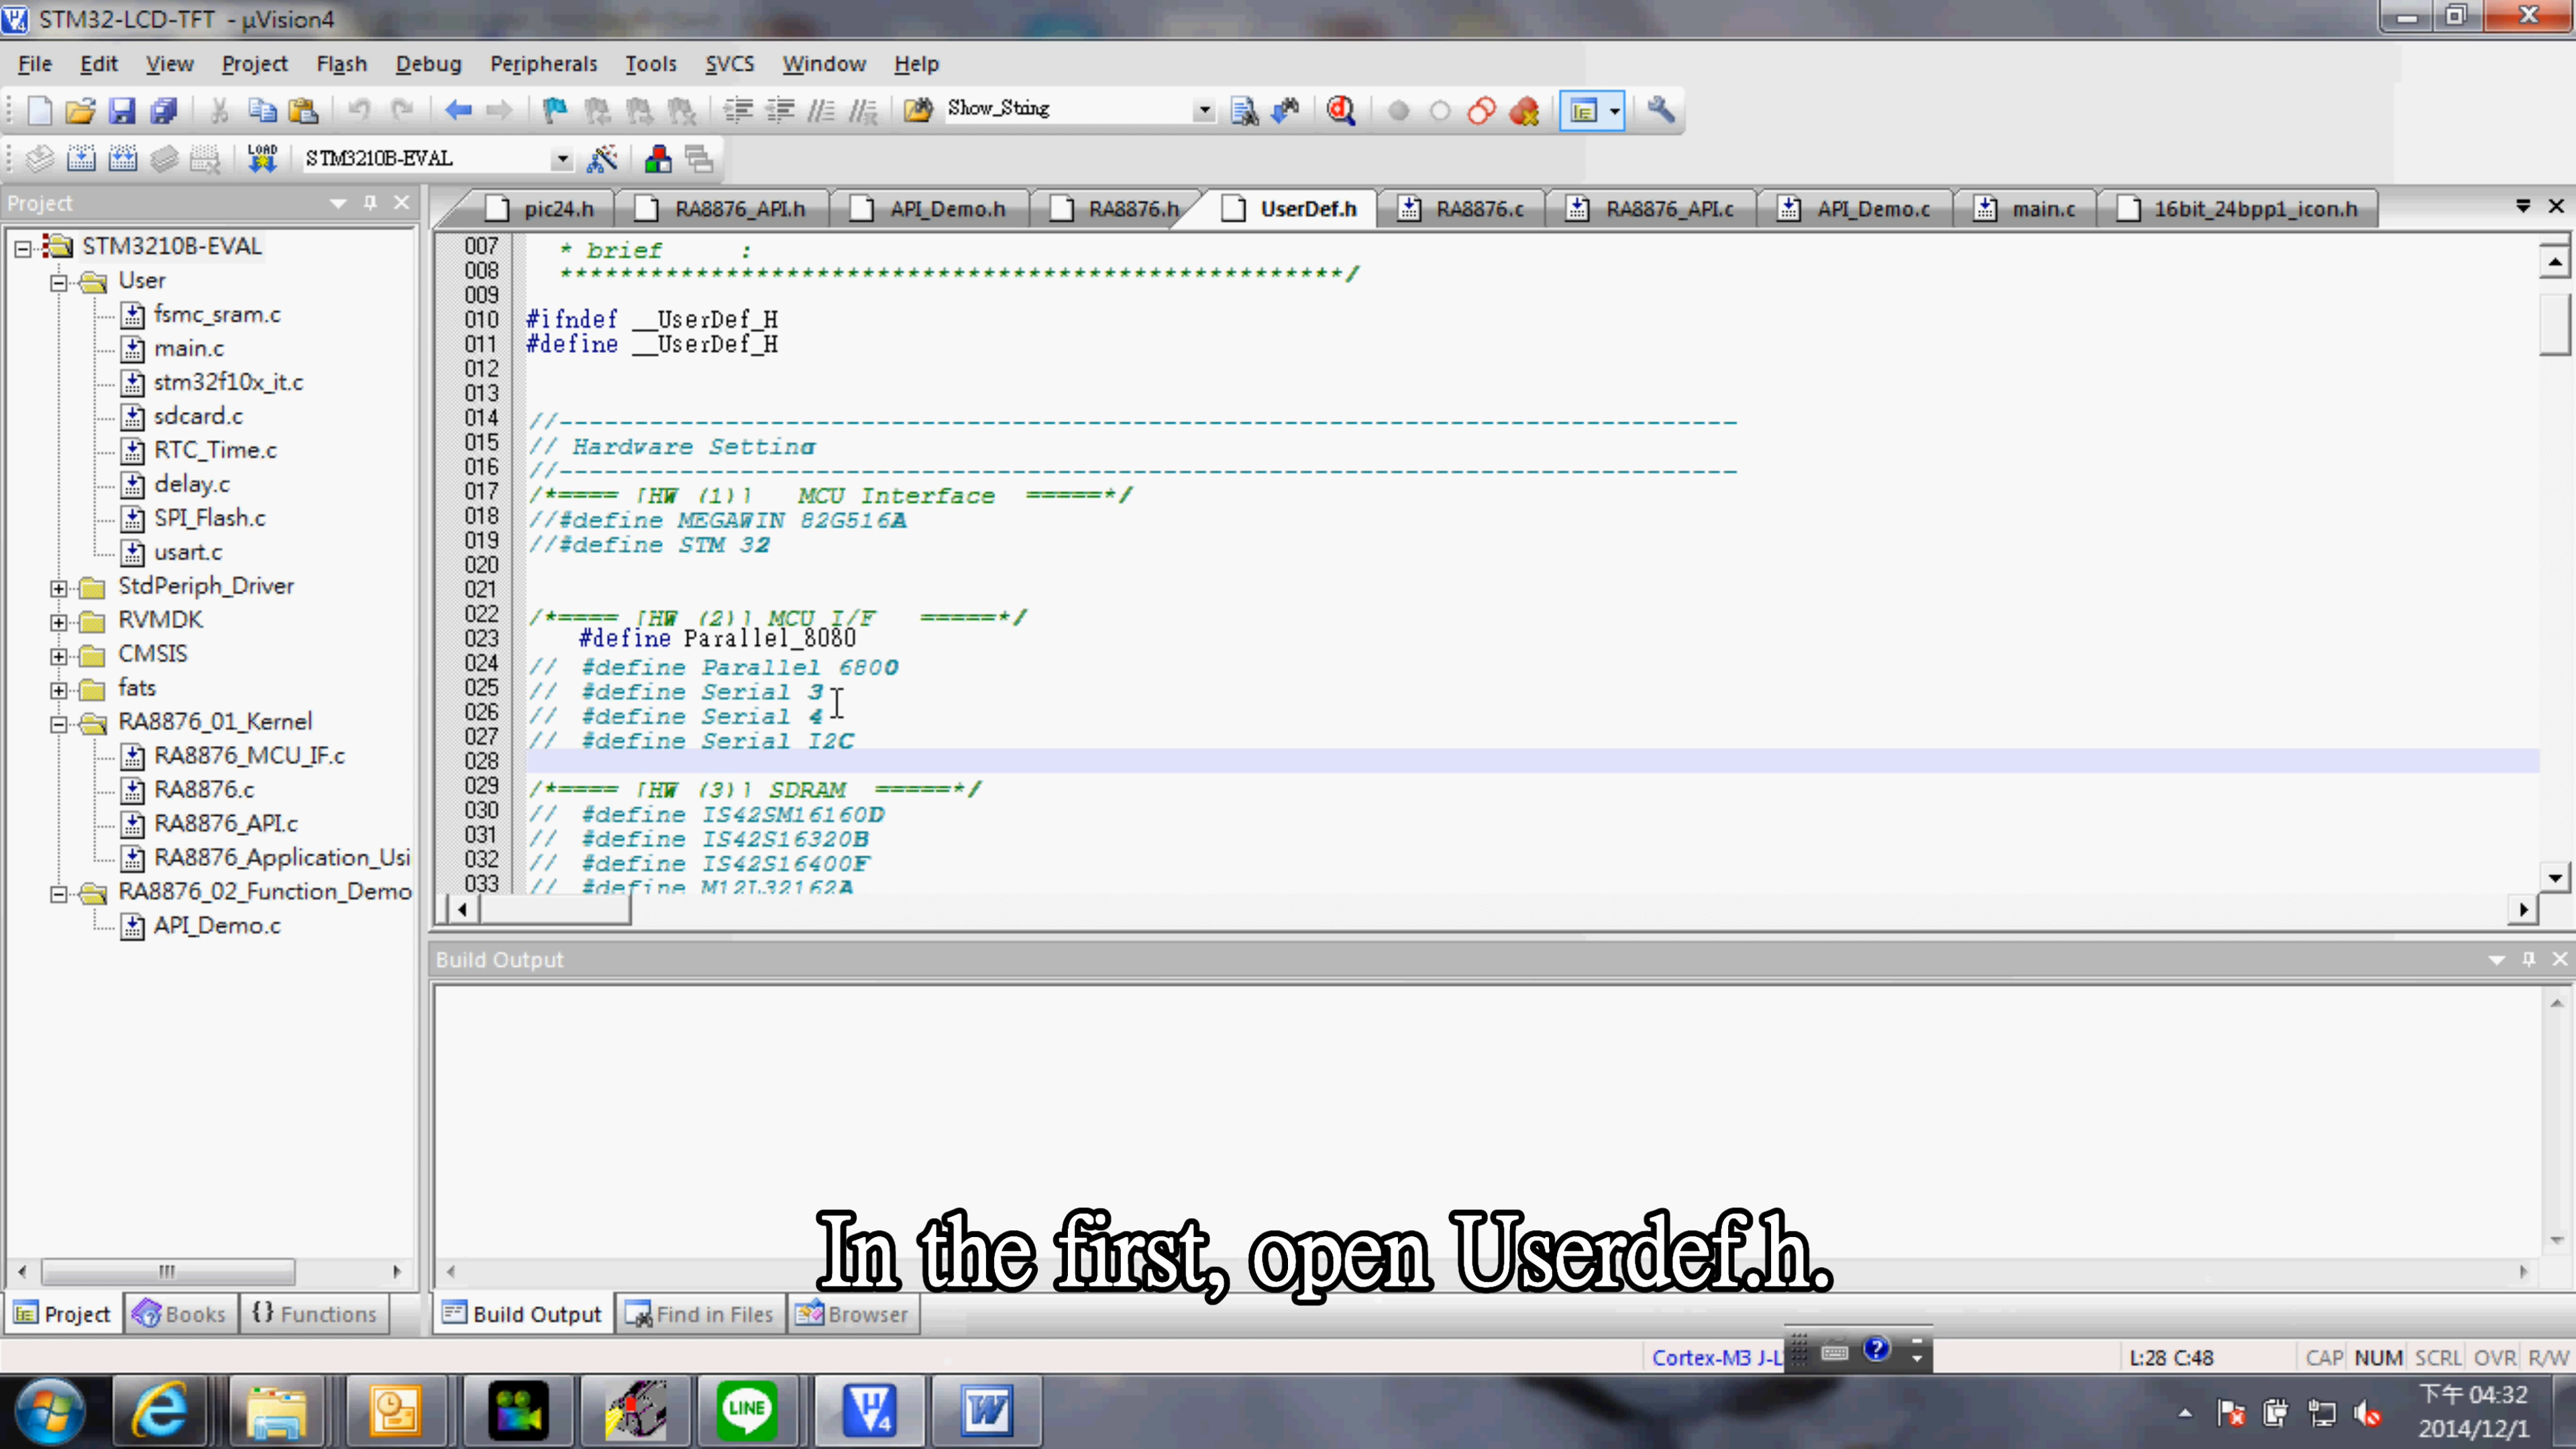 STM32-LCD-TFT - µVision4
File Edit View Project Flash Debug Peripherals Tools SVCS Window Help
Show_Sting
LOAD STM3210B-EVAL
Project
pic24.h RA8876_API.h API_Demo.h RA8876.h UserDef.h RA8876.c RA8876_API.c API_Demo.c main.c 16bit_24bpp1_icon.h
STM3210B-EVAL
User
fsmc_sram.c
main.c
stm32f10x_it.c
sdcard.c
RTC_Time.c
delay.c
SPI_Flash.c
usart.c
StdPeriph_Driver
RVMDK
CMSIS
fats
RA8876_01_Kernel
RA8876_MCU_IF.c
RA8876.c
RA8876_API.c
RA8876_Application_Usi
RA8876_02_Function_Demo
API_Demo.c
007 * brief :
008 ****************************************************/
009
010 #ifndef __UserDef_H
011 #define __UserDef_H
012
013
014 //------------------------------------------------------------------------------
015 // Hardware Setting
016 //------------------------------------------------------------------------------
017 /*==== [HW (1)] MCU Interface =====*/
018 //#define MEGAWIN 82G516A
019 //#define STM 32
020
021
022 /*==== [HW (2)] MCU I/F =====*/
023 #define Parallel_8080
024 // #define Parallel 6800
025 // #define Serial 3
026 // #define Serial 4
027 // #define Serial I2C
028
029 /*==== [HW (3)] SDRAM =====*/
030 // #define IS42SM16160D
031 // #define IS42S16320B
032 // #define IS42S16400F
033 // #define M12L32162A
Build Output
In the first, open Userdef.h.
Project Books {} Functions
Build Output Find in Files Browser
Cortex-M3 J-L
L:28 C:48 CAP NUM SCRL OVR R/W
LINE
下午 04:32
2014/12/1